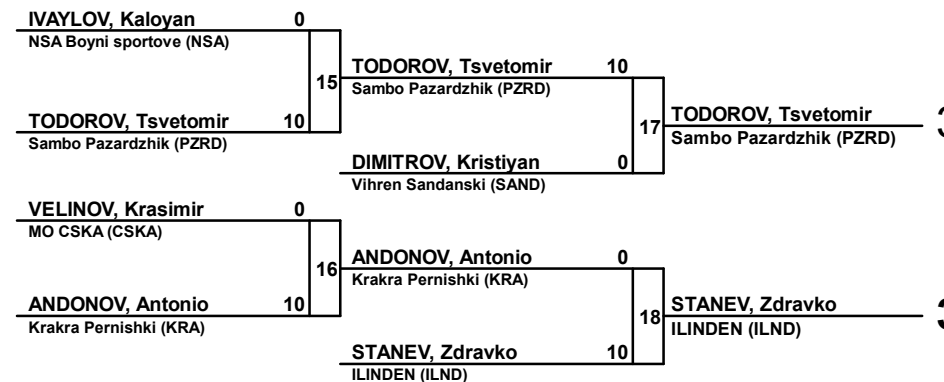 IVAYLOV, Kaloyan 0
NSA Boyni sportove (NSA)
15
TODOROV, Tsvetomir 10
Sambo Pazardzhik (PZRD)
TODOROV, Tsvetomir 10
Sambo Pazardzhik (PZRD)
17
TODOROV, Tsvetomir
Sambo Pazardzhik (PZRD)
3
DIMITROV, Kristiyan 0
Vihren Sandanski (SAND)
VELINOV, Krasimir 0
MO CSKA (CSKA)
16
ANDONOV, Antonio 0
Krakra Pernishki (KRA)
ANDONOV, Antonio 10
Krakra Pernishki (KRA)
18
STANEV, Zdravko
ILINDEN (ILND)
3
STANEV, Zdravko 10
ILINDEN (ILND)